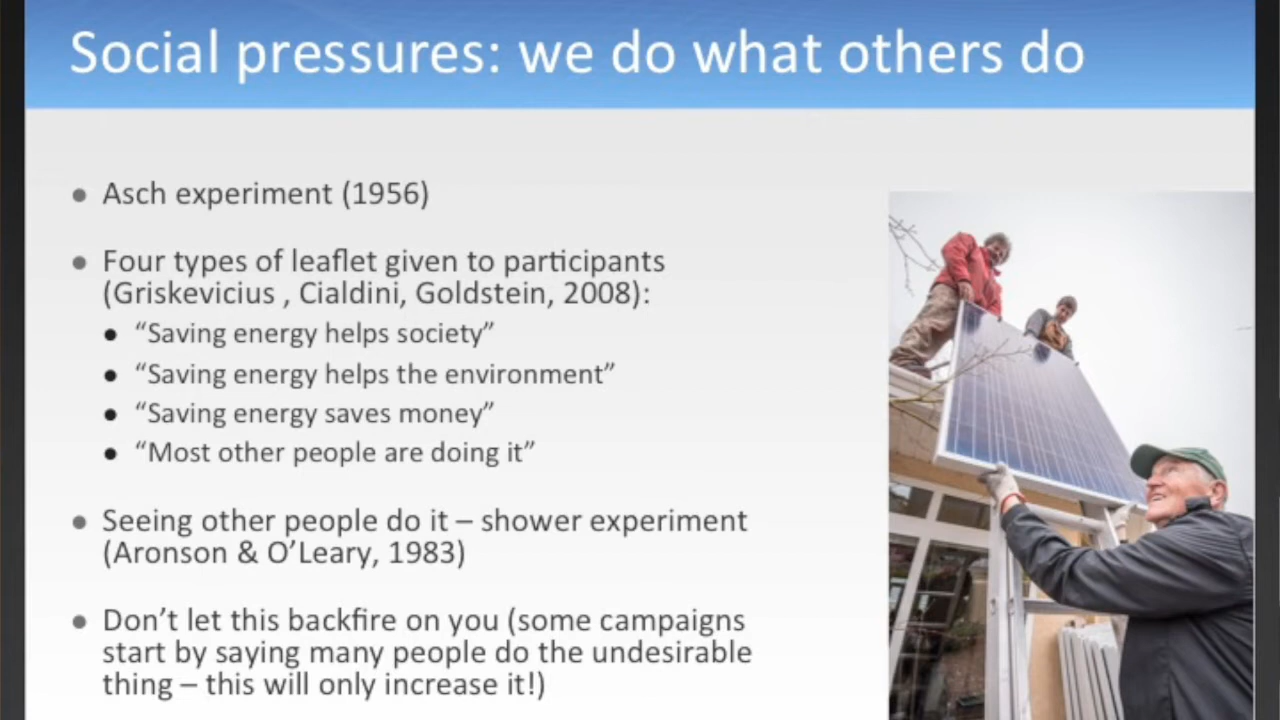 Social pressures: we do what others do
● Asch experiment (1956)
● Four types of leaflet given to participants
(Griskevicius , Cialdini, Goldstein, 2008):
● “Saving energy helps society”
● “Saving energy helps the environment”
● “Saving energy saves money”
● “Most other people are doing it”
● Seeing other people do it – shower experiment
(Aronson & O’Leary, 1983)
● Don’t let this backfire on you (some campaigns
start by saying many people do the undesirable
thing – this will only increase it!)